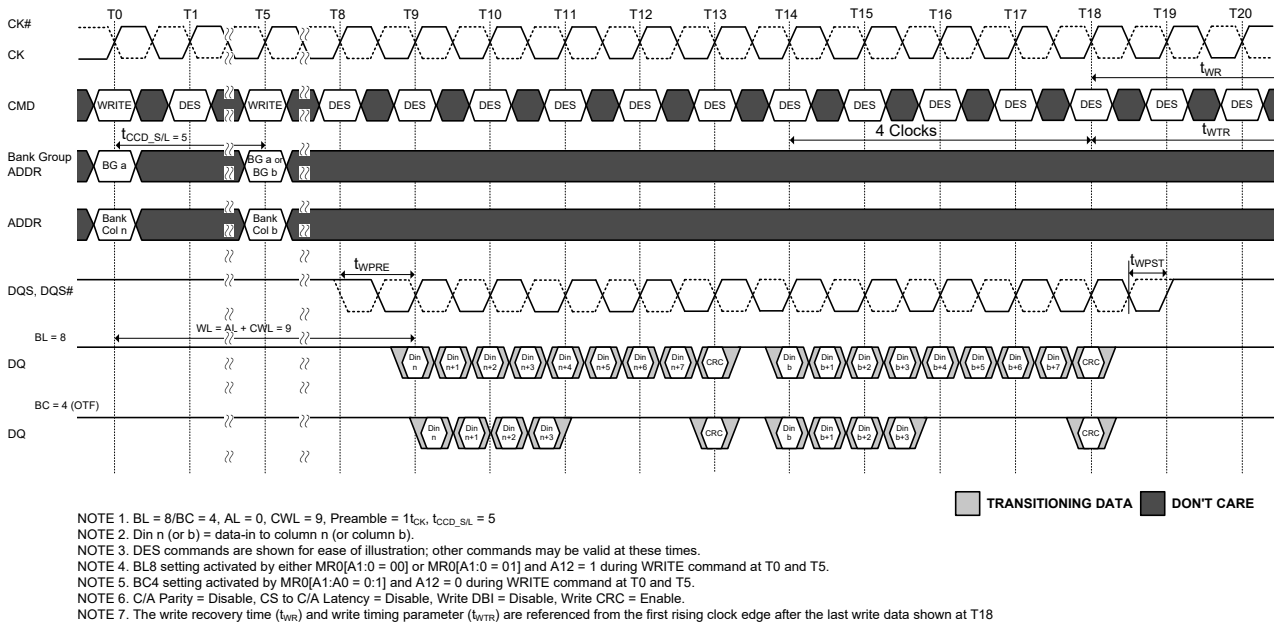 T0 T1 T5 T8 T9 T10 T11 T12 T13 T14 T15 T16 T17 T18 T19 T20
CK#
CK
tWR
CMD WRITE DES WRITE DES DES DES DES DES DES DES DES DES DES DES DES DES
tCCD_S/L = 5
4 Clocks
tWTR
Bank Group
ADDR
BG a
BG a or
BG b
ADDR
Bank
Col n
Bank
Col b
tWPRE
tWPST
DQS, DQS#
WL = AL + CWL = 9
BL = 8
DQ
Din n
Din n+1
Din n+2
Din n+3
Din n+4
Din n+5
Din n+6
Din n+7
CRC
Din b
Din b+1
Din b+2
Din b+3
Din b+4
Din b+5
Din b+6
Din b+7
CRC
BC = 4 (OTF)
DQ
Din n
Din n+1
Din n+2
Din n+3
CRC
Din b
Din b+1
Din b+2
Din b+3
CRC
TRANSITIONING DATA DON'T CARE
NOTE 1. BL = 8/BC = 4, AL = 0, CWL = 9, Preamble = 1tCK, tCCD_S/L = 5
NOTE 2. Din n (or b) = data-in to column n (or column b).
NOTE 3. DES commands are shown for ease of illustration; other commands may be valid at these times.
NOTE 4. BL8 setting activated by either MR0[A1:0 = 00] or MR0[A1:0 = 01] and A12 = 1 during WRITE command at T0 and T5.
NOTE 5. BC4 setting activated by MR0[A1:A0 = 0:1] and A12 = 0 during WRITE command at T0 and T5.
NOTE 6. C/A Parity = Disable, CS to C/A Latency = Disable, Write DBI = Disable, Write CRC = Enable.
NOTE 7. The write recovery time (tWR) and write timing parameter (tWTR) are referenced from the first rising clock edge after the last write data shown at T18